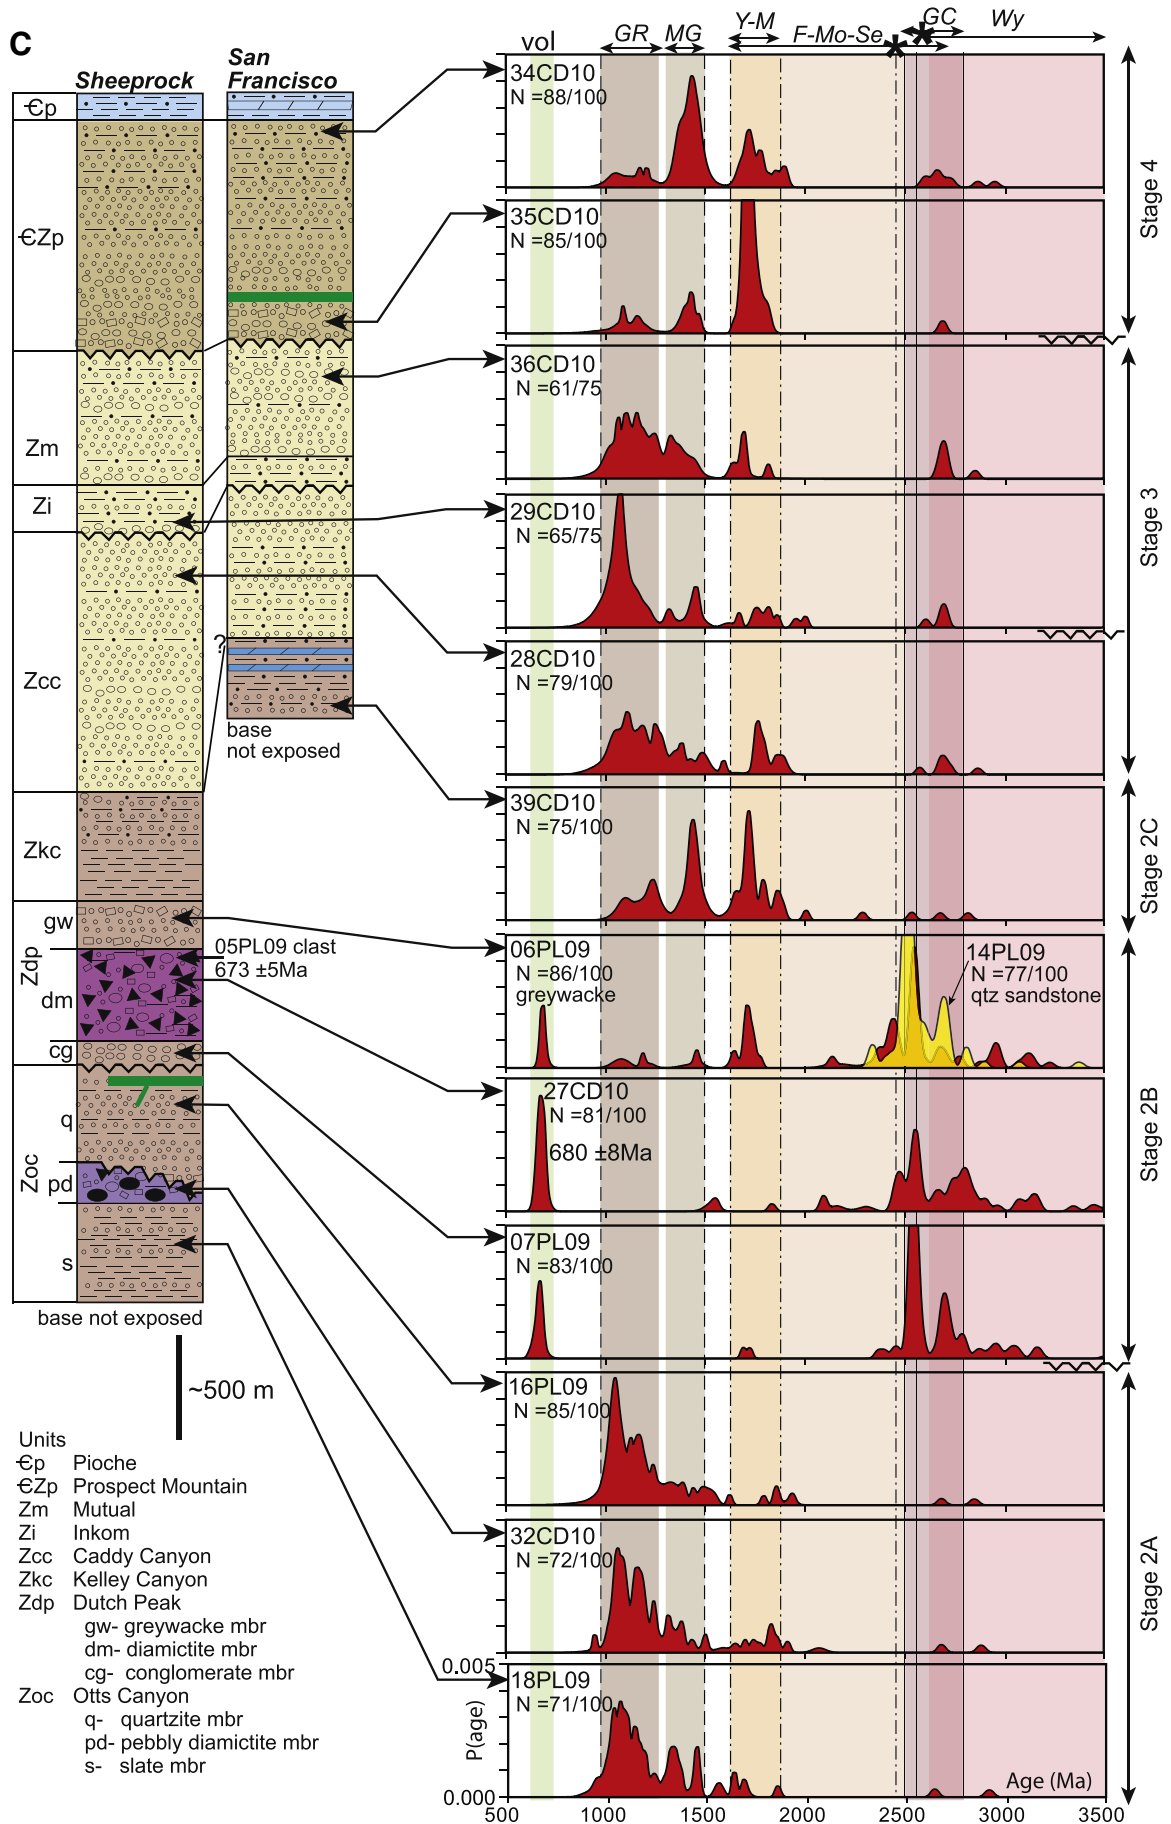 C
Sheeprock
San
Francisco
Ꞓp
ꞒZp
Zm
Zi
Zcc
Zkc
gw
Zdp
dm
cg
q
Zoc
pd
s
?
base
not exposed
05PL09 clast
673 ±5Ma
base not exposed
~500 m
Units
Ꞓp Pioche
ꞒZp Prospect Mountain
Zm Mutual
Zi Inkom
Zcc Caddy Canyon
Zkc Kelley Canyon
Zdp Dutch Peak
gw- greywacke mbr
dm- diamictite mbr
cg- conglomerate mbr
Zoc Otts Canyon
q- quartzite mbr
pd- pebbly diamictite mbr
s- slate mbr
vol
GR
MG
Y-M
F-Mo-Se
*
*
GC
Wy
34CD10
N =88/100
35CD10
N =85/100
36CD10
N =61/75
29CD10
N =65/75
28CD10
N =79/100
39CD10
N =75/100
06PL09
N =86/100
greywacke
14PL09
N =77/100
qtz sandstone
27CD10
N =81/100
680 ±8Ma
07PL09
N =83/100
16PL09
N =85/100
32CD10
N =72/100
18PL09
N =71/100
0.005
P(age)
0.000
Age (Ma)
500 1000 1500 2000 2500 3000 3500
Stage 4
Stage 3
Stage 2C
Stage 2B
Stage 2A